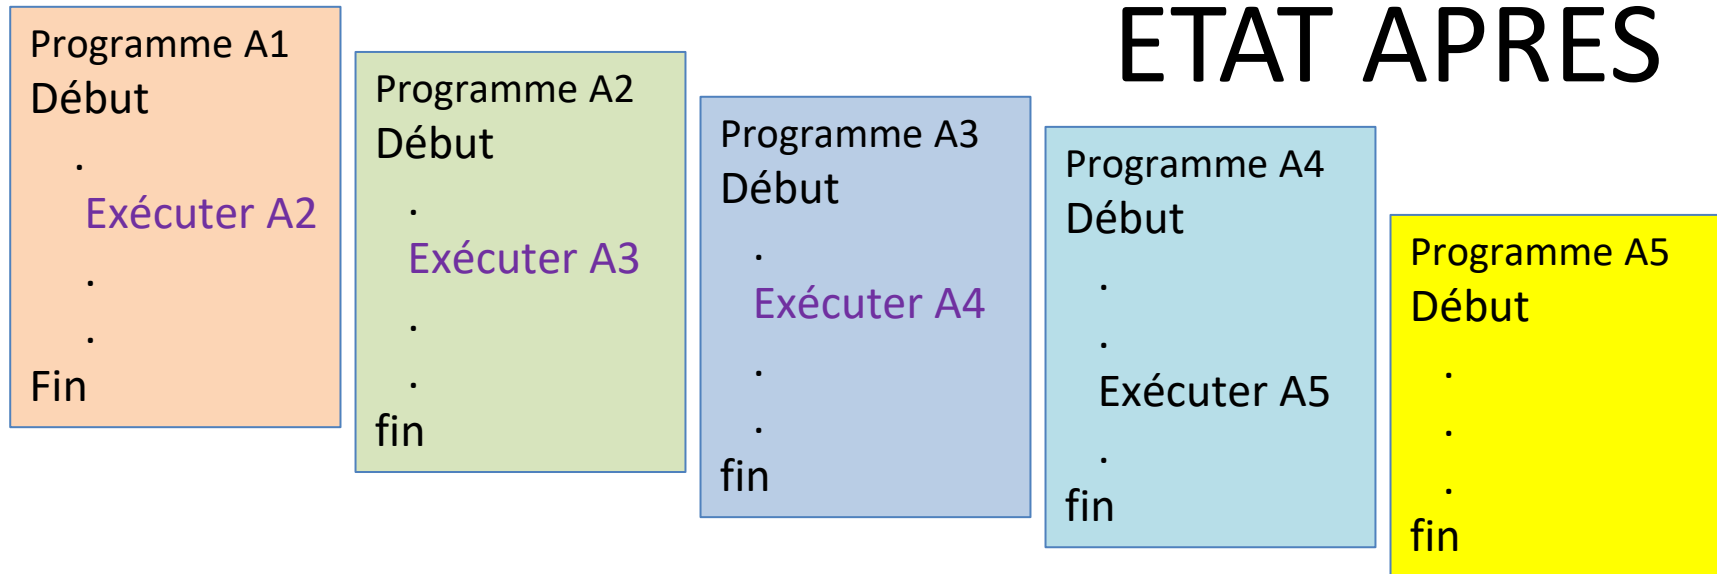 ETAT APRES
Programme A1
Début
.
Exécuter A2
.
.
Fin
Programme A2
Début
.
Exécuter A3
.
.
fin
Programme A3
Début
.
Exécuter A4
.
.
fin
Programme A4
Début
.
.
Exécuter A5
.
fin
Programme A5
Début
.
.
.
fin